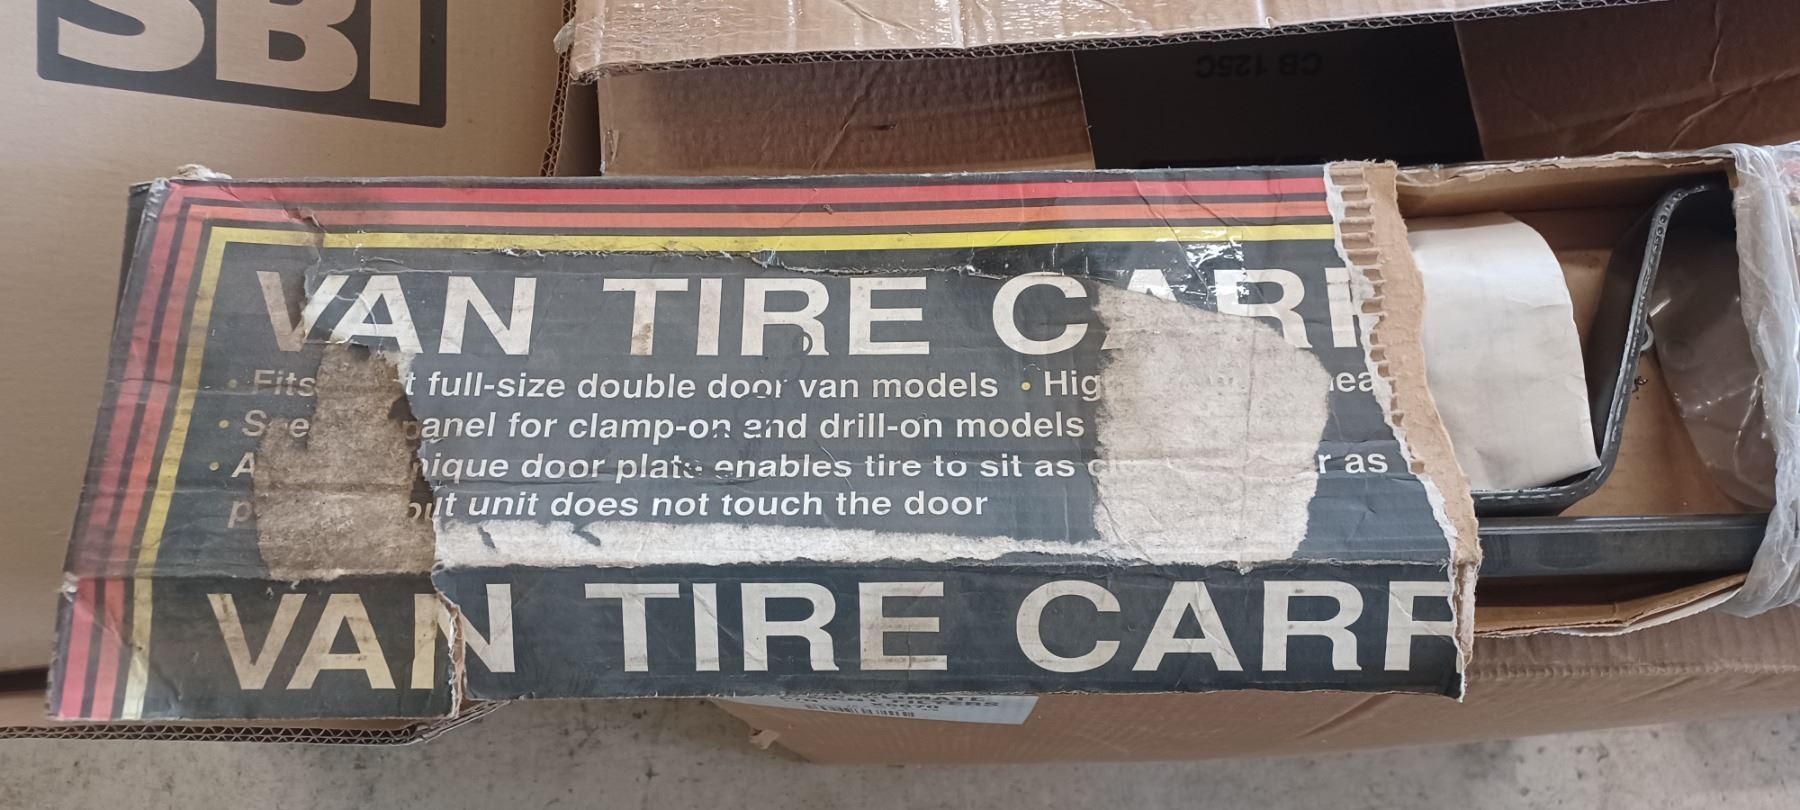 SBI
CB 125C
VAN TIRE CARR
• Fits t full-size double door van models • Hig
panel for clamp-on and drill-on models
• A nique door plate enables tire to sit as r as
but unit does not touch the door
VAN TIRE CARR